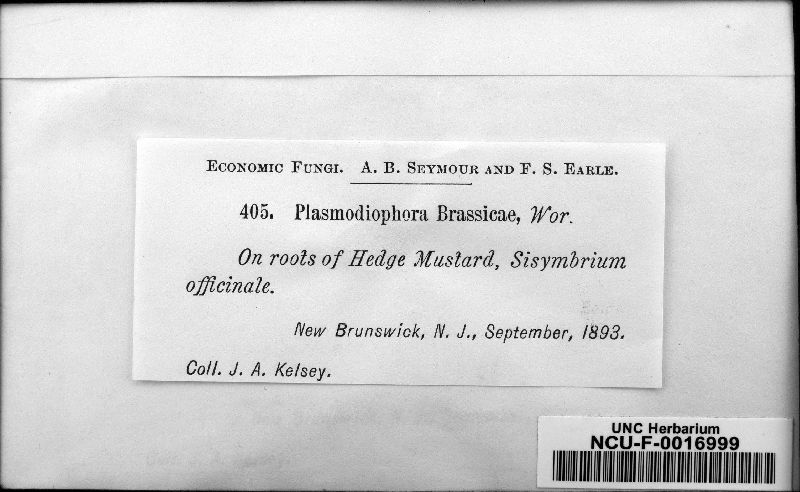 Economic Fungi. A. B. Seymour and F. S. Earle.
405. Plasmodiophora Brassicae, Wor.
On roots of Hedge Mustard, Sisymbrium
officinale.
New Brunswick, N. J., September, 1893.
Coll. J. A. Kelsey.
UNC Herbarium
NCU-F-0016999